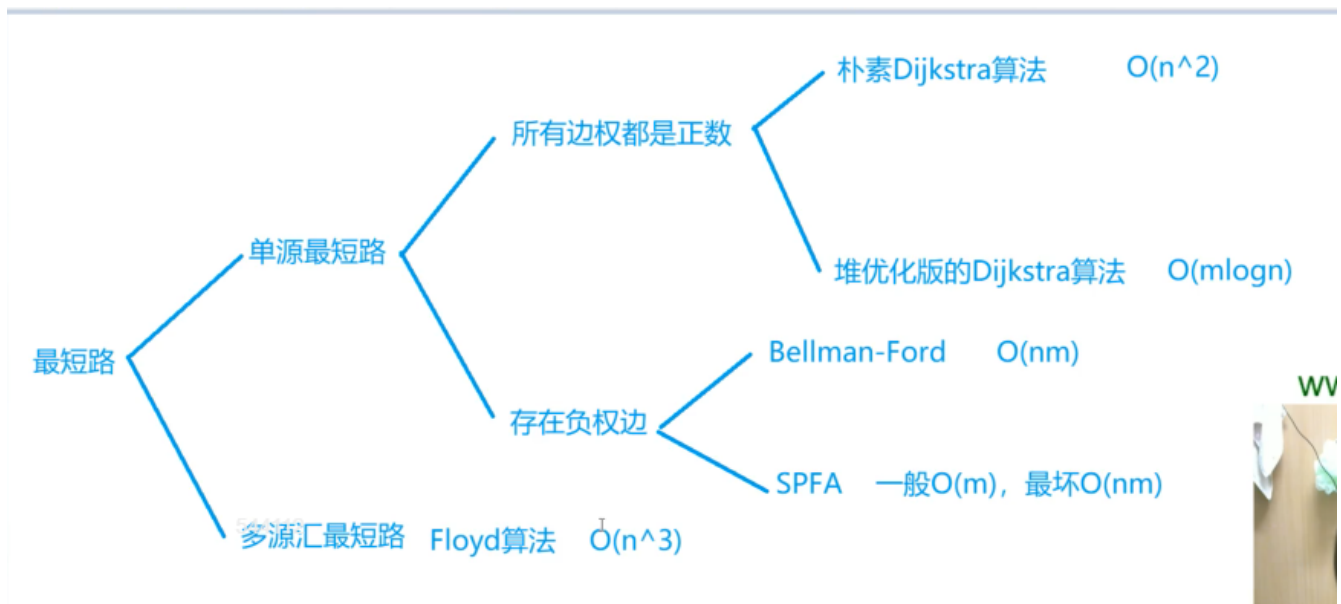 朴素Dijkstra算法 O(n^2)
所有边权都是正数
单源最短路
堆优化版的Dijkstra算法 O(mlogn)
最短路
Bellman-Ford O(nm)
存在负权边
SPFA 一般O(m)，最坏O(nm)
多源汇最短路 Floyd算法 O(n^3)